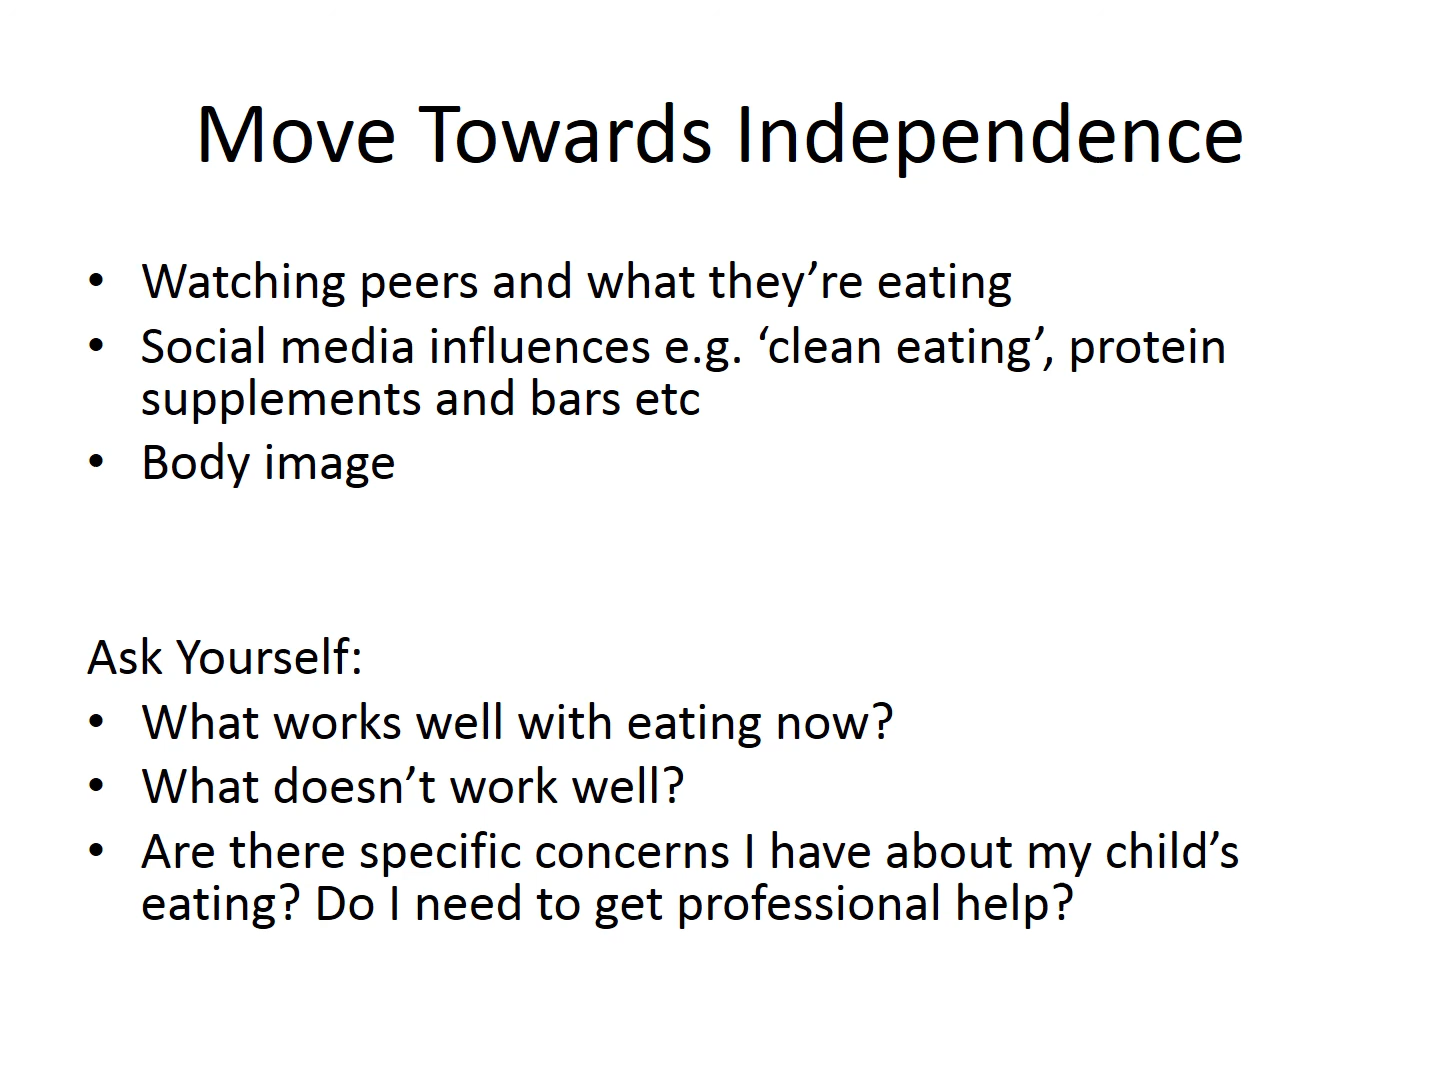 Move Towards Independence
• Watching peers and what they’re eating
• Social media influences e.g. ‘clean eating’, protein
supplements and bars etc
• Body image
Ask Yourself:
• What works well with eating now?
• What doesn’t work well?
• Are there specific concerns I have about my child’s
eating? Do I need to get professional help?